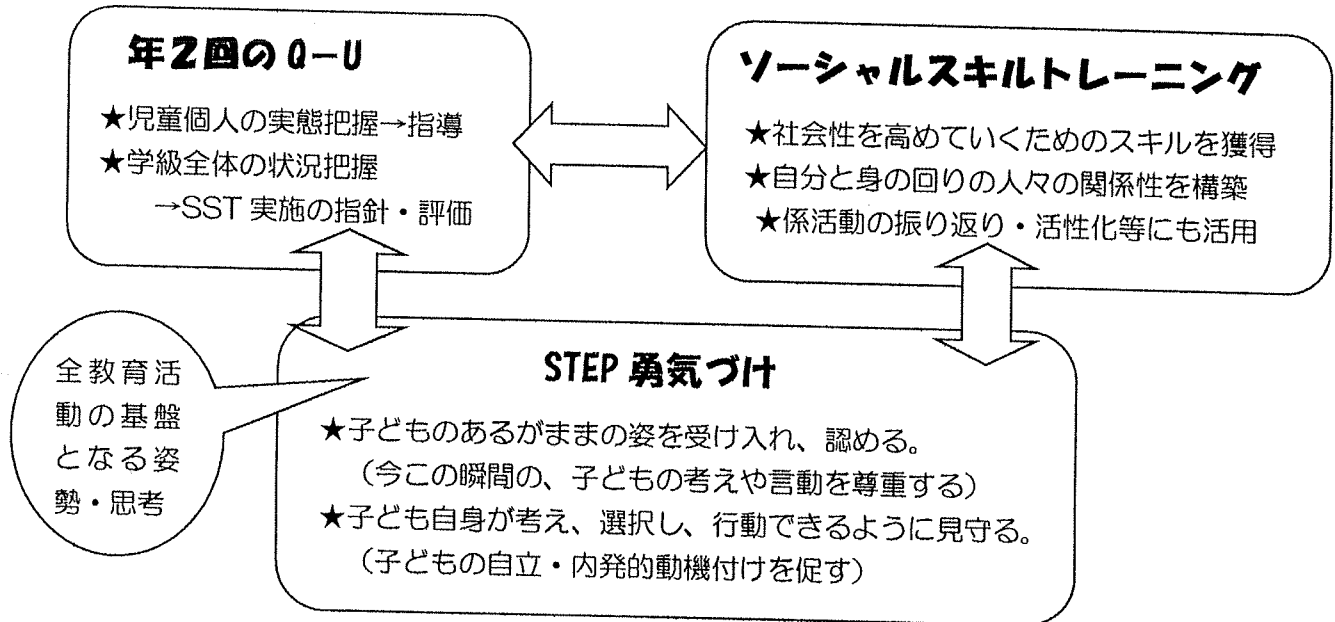 年2回のQ−U
★児童個人の実態把握→指導
★学級全体の状況把握
→SST 実施の指針・評価
ソーシャルスキルトレーニング
★社会性を高めていくためのスキルを獲得
★自分と身の回りの人々の関係性を構築
★係活動の振り返り・活性化等にも活用
全教育活
動の基盤
となる姿
勢・思考
STEP 勇気づけ
★子どものあるがままの姿を受け入れ、認める。
（今この瞬間の、子どもの考えや言動を尊重する）
★子ども自身が考え、選択し、行動できるように見守る。
（子どもの自立・内発的動機付けを促す）